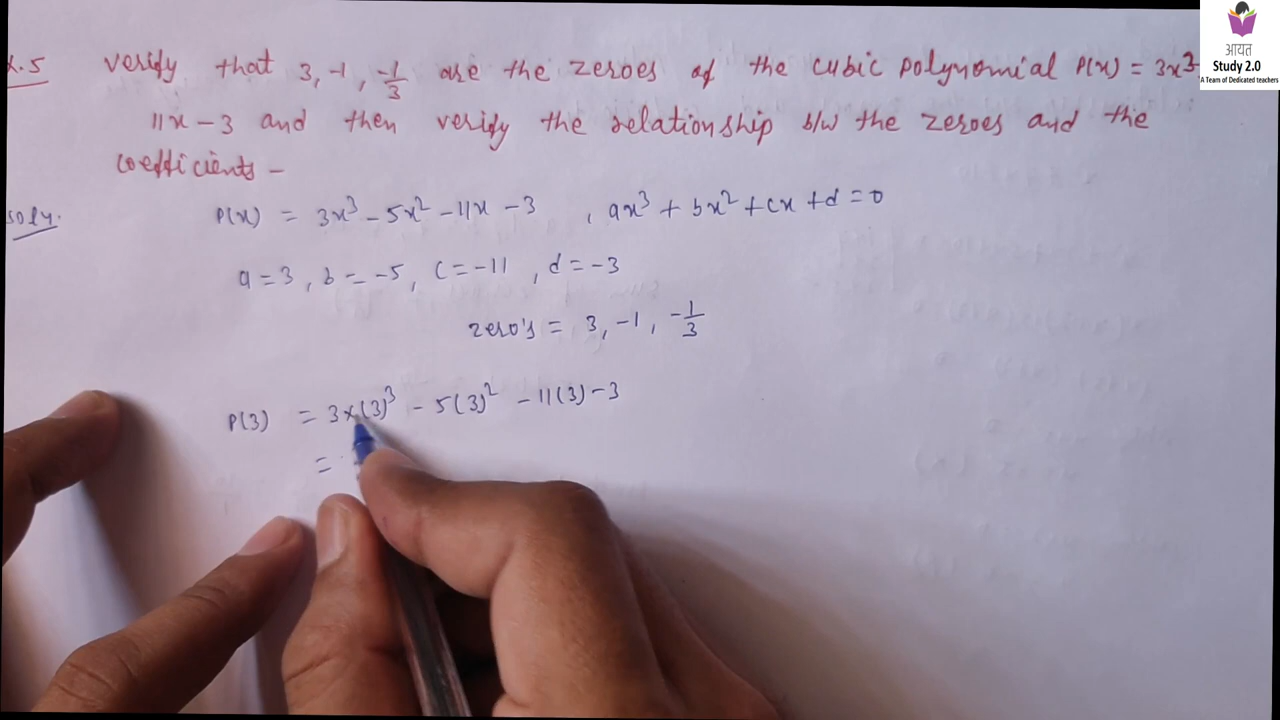 x.5 verify that 3, -1, -1/3 are the zeroes of the cubic polynomial P(x) = 3x³-
11x - 3 and then verify the relationship b/w the zeroes and the
coefficients -
soly. P(x) = 3x³ - 5x² - 11x - 3 , ax³ + bx² + cx + d = 0
a = 3 , b = -5, c = -11 , d = -3
zero's = 3, -1, -1/3
P(3) = 3x(3)³ - 5(3)² - 11(3) - 3
=
आयत
Study 2.0
A Team of Dedicated teachers